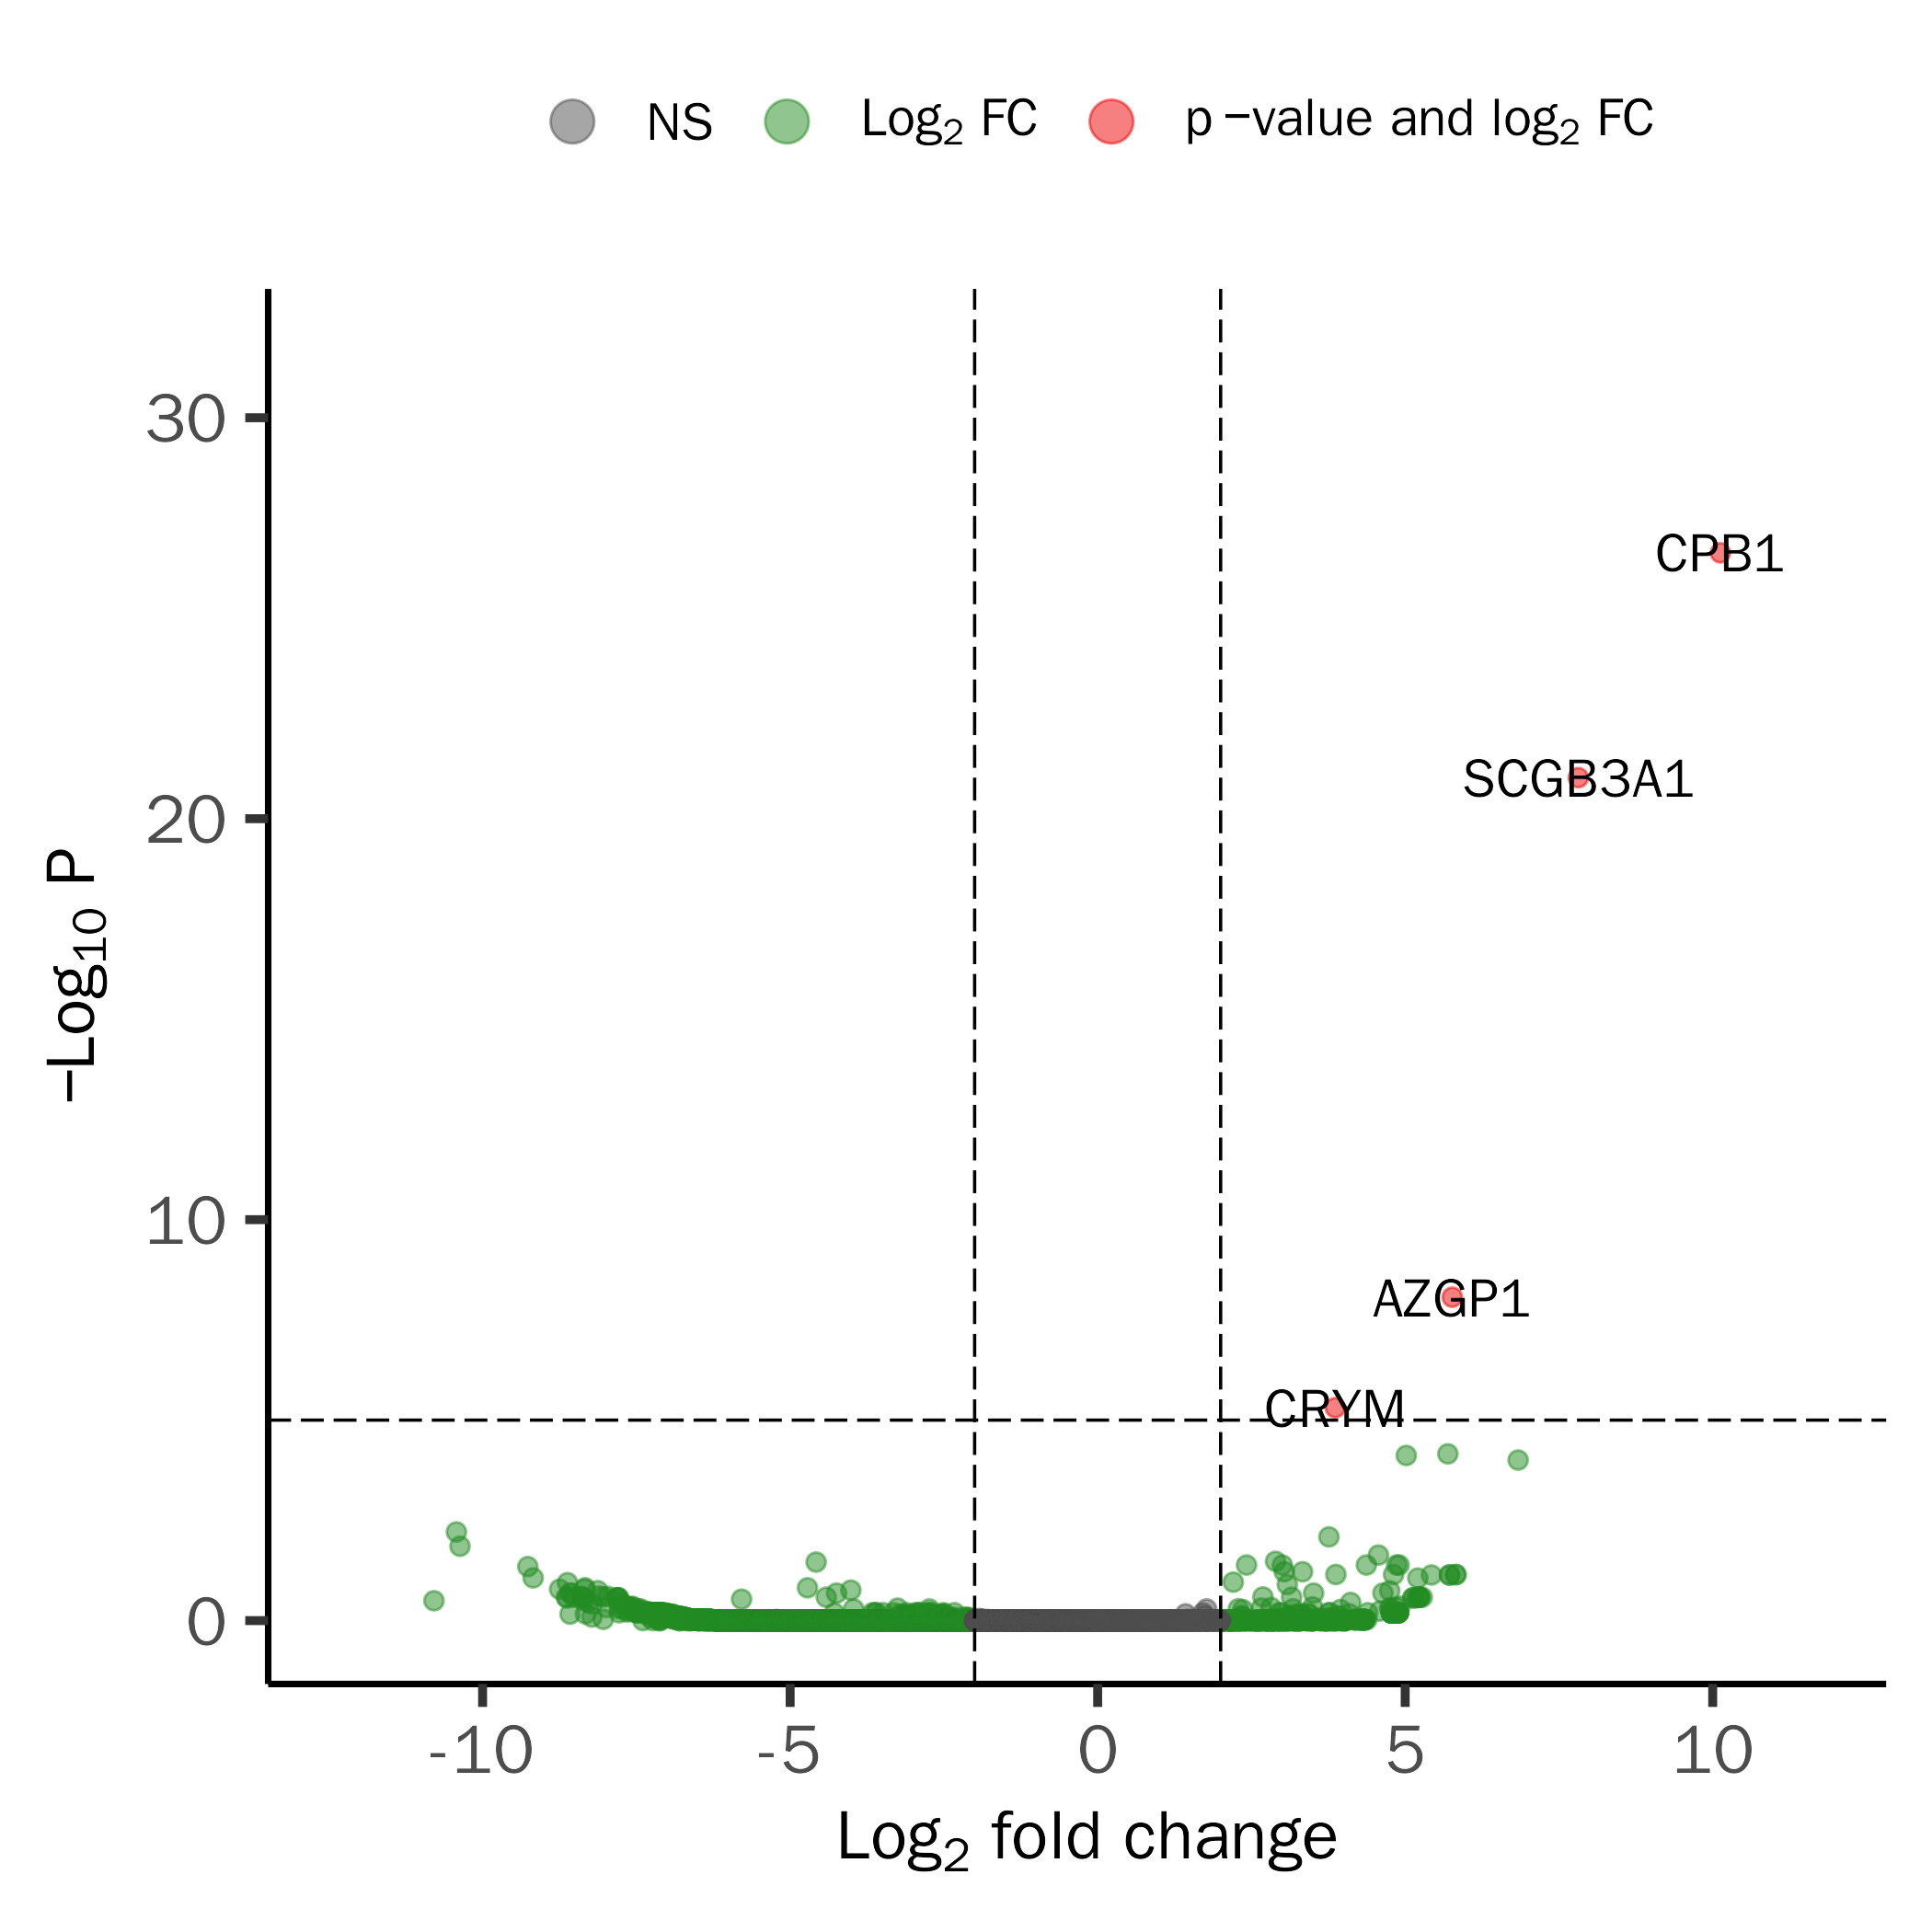 NS Log₂ FC p −value and log₂ FC
30
20
10
0
−Log₁₀ P
CPB1
SCGB3A1
AZGP1
CRYM
-10 -5 0 5 10
Log₂ fold change